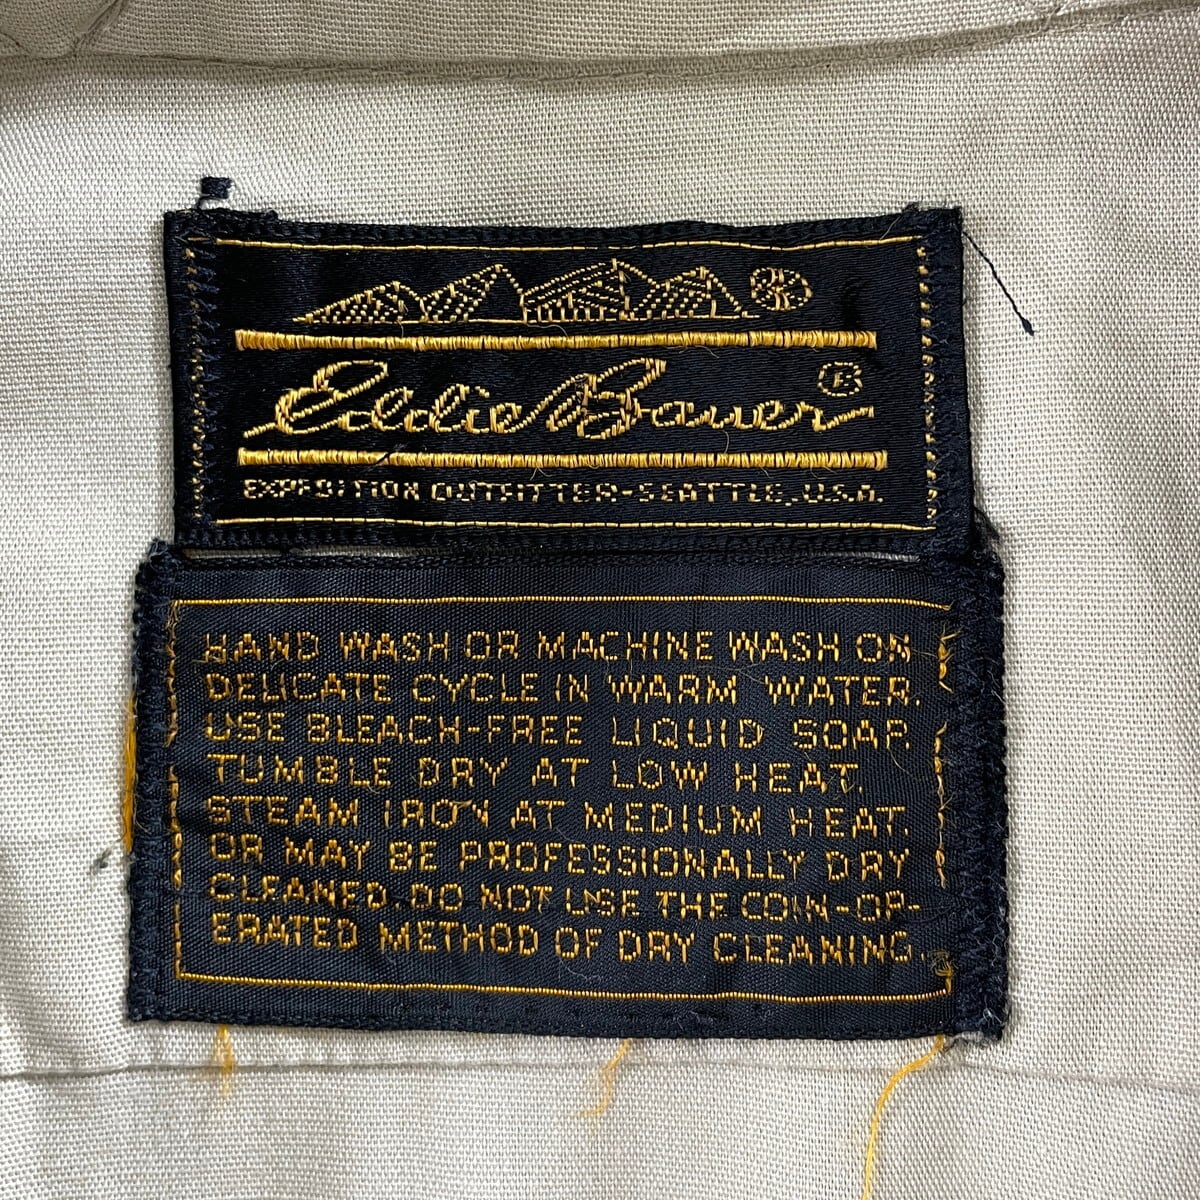 Eddie Bauer ®
EXPEDITION OUTFITTER-SEATTLE, U.S.A.
HAND WASH OR MACHINE WASH ON
DELICATE CYCLE IN WARM WATER.
USE BLEACH-FREE LIQUID SOAP.
TUMBLE DRY AT LOW HEAT.
STEAM IRON AT MEDIUM HEAT.
OR MAY BE PROFESSIONALLY DRY
CLEANED. DO NOT USE THE COIN-OP-
ERATED METHOD OF DRY CLEANING.